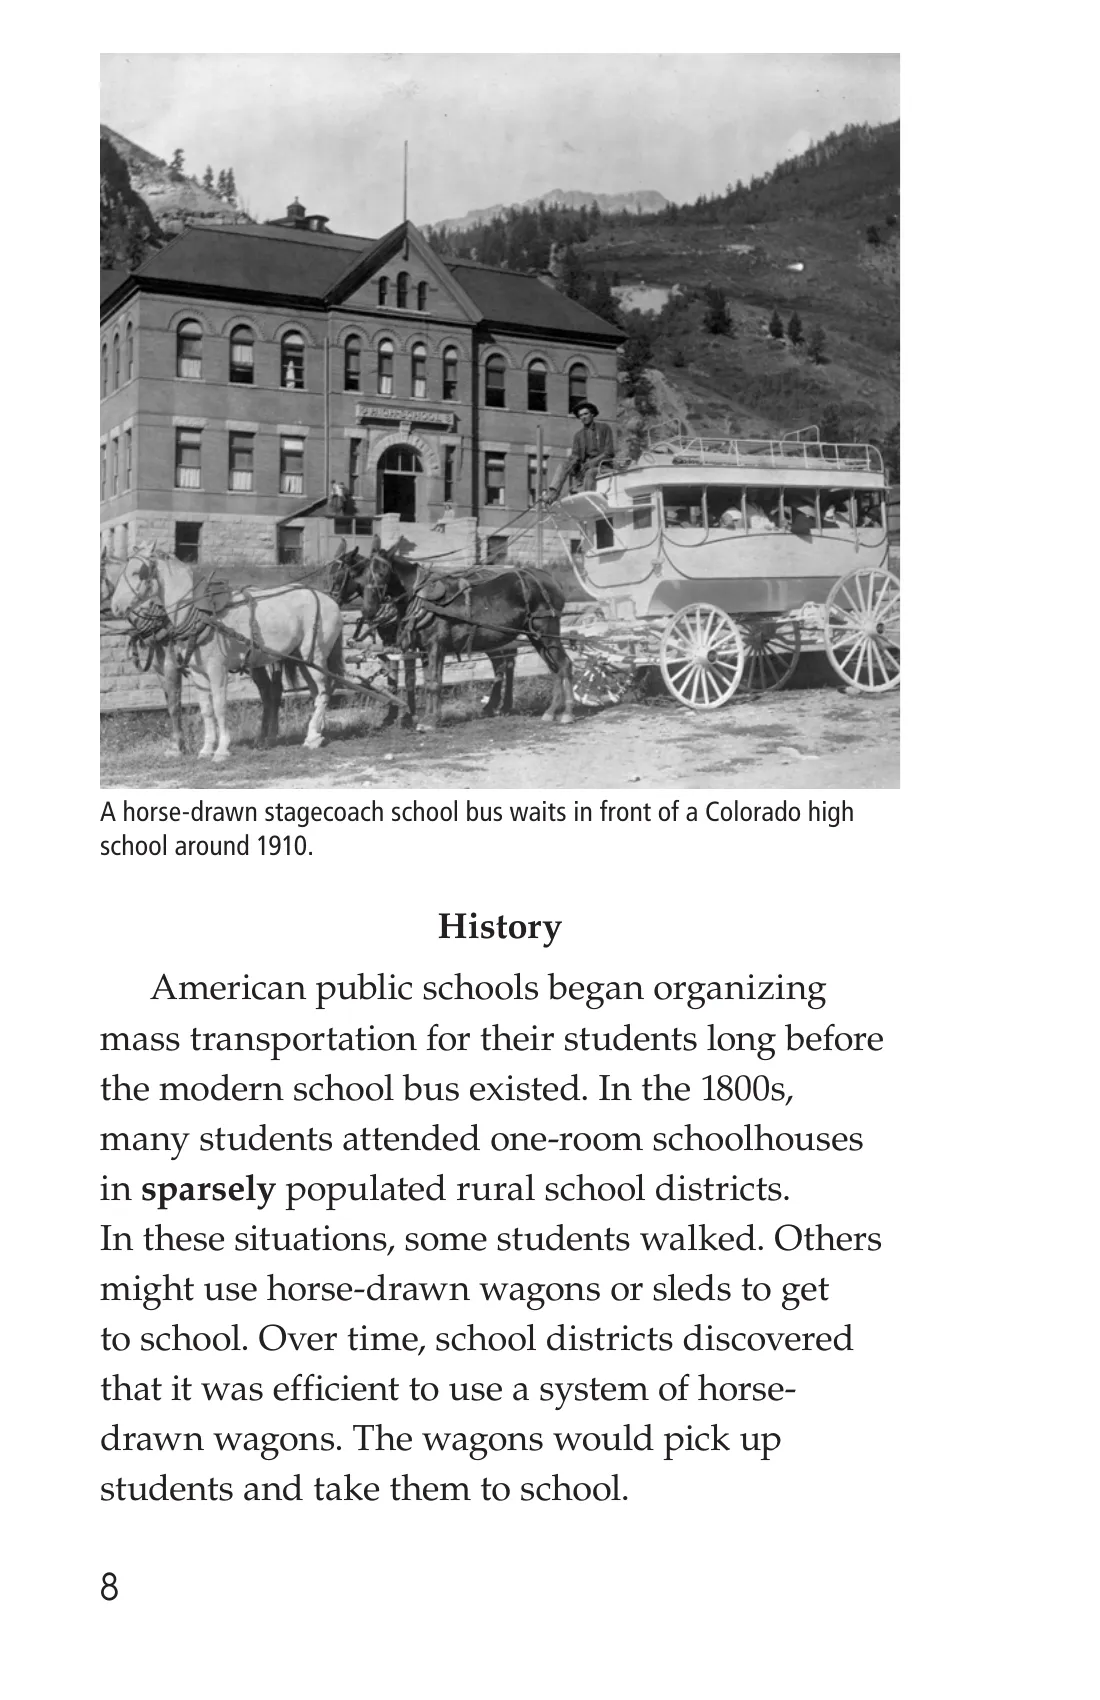 HIGH SCHOOL
A horse-drawn stagecoach school bus waits in front of a Colorado high
school around 1910.
History
American public schools began organizing
mass transportation for their students long before
the modern school bus existed. In the 1800s,
many students attended one-room schoolhouses
in sparsely populated rural school districts.
In these situations, some students walked. Others
might use horse-drawn wagons or sleds to get
to school. Over time, school districts discovered
that it was efficient to use a system of horse-
drawn wagons. The wagons would pick up
students and take them to school.
8